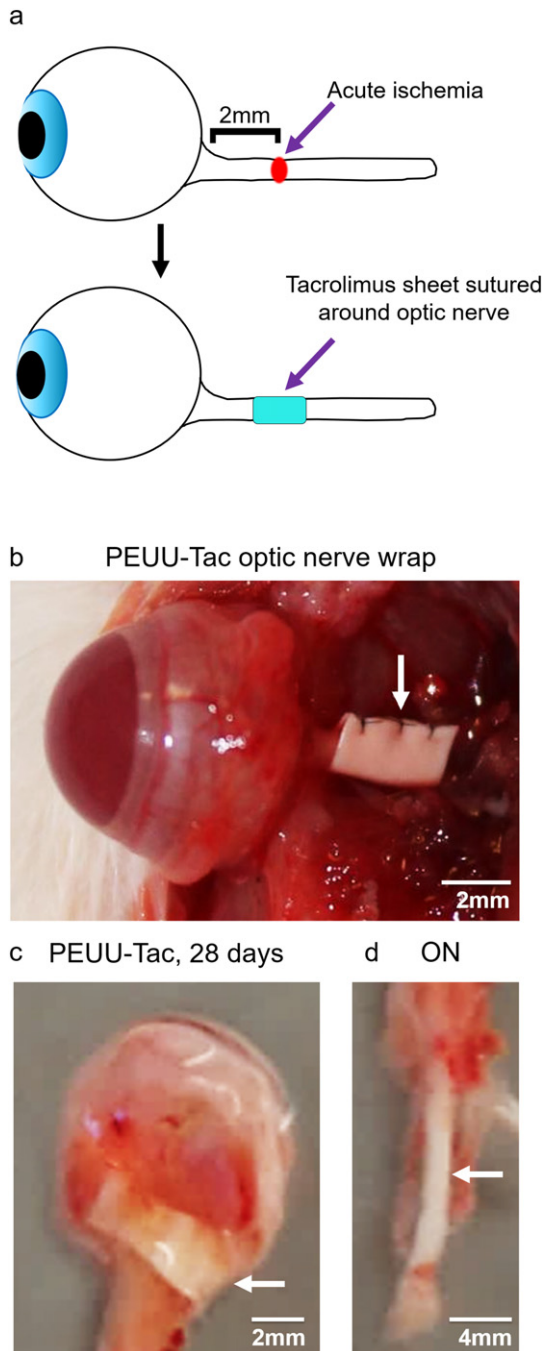 a
Acute ischemia
2mm
Tacrolimus sheet sutured
around optic nerve
b PEUU-Tac optic nerve wrap
2mm
c PEUU-Tac, 28 days
d ON
2mm
4mm